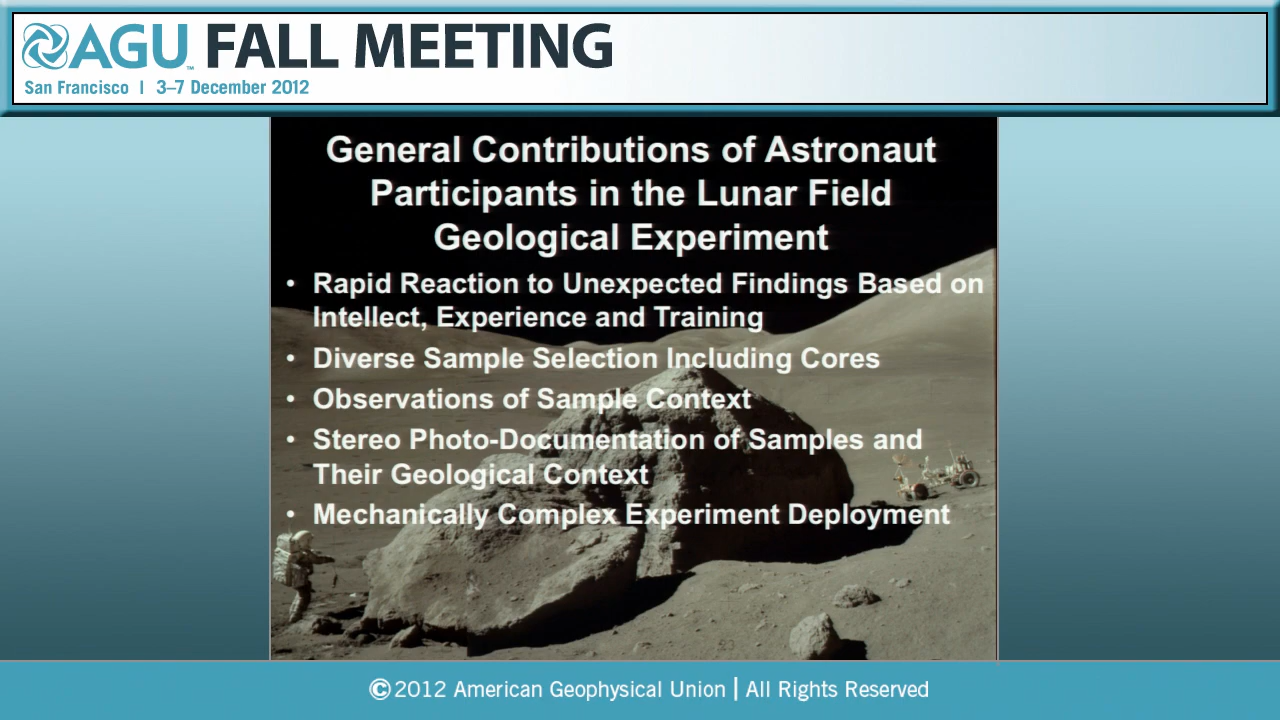 AGU™ FALL MEETING
San Francisco | 3–7 December 2012
General Contributions of Astronaut
Participants in the Lunar Field
Geological Experiment
• Rapid Reaction to Unexpected Findings Based on
Intellect, Experience and Training
• Diverse Sample Selection Including Cores
• Observations of Sample Context
• Stereo Photo-Documentation of Samples and
Their Geological Context
• Mechanically Complex Experiment Deployment
©2012 American Geophysical Union | All Rights Reserved